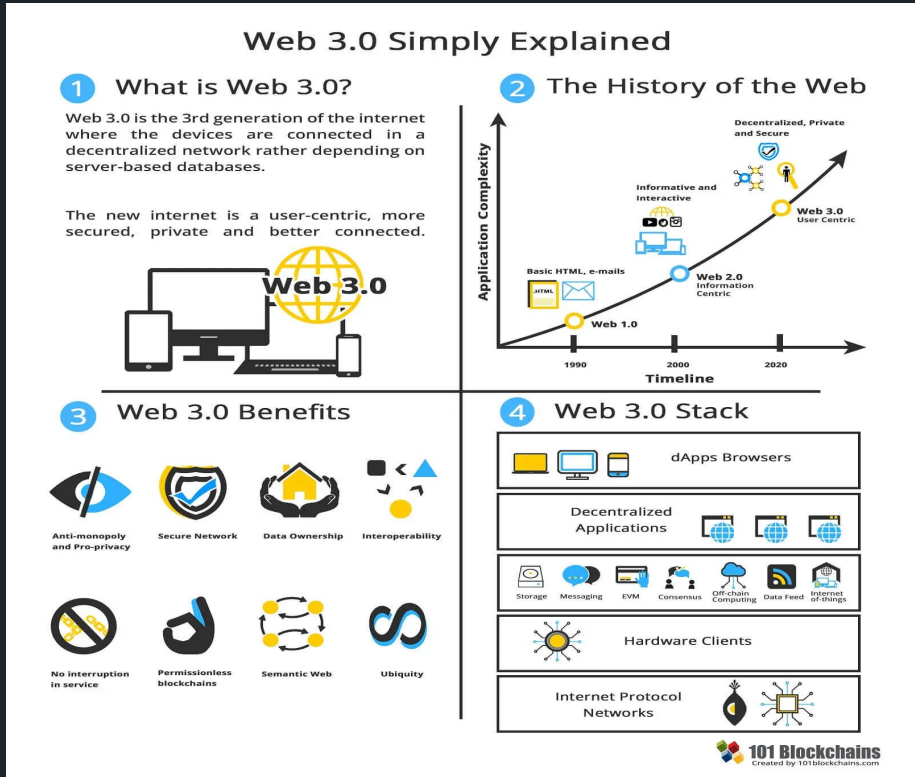 Web 3.0 Simply Explained
1 What is Web 3.0?
Web 3.0 is the 3rd generation of the internet
where the devices are connected in a
decentralized network rather depending on
server-based databases.
The new internet is a user-centric, more
secured, private and better connected.
Web 3.0
2 The History of the Web
Application Complexity
Decentralized, Private
and Secure
Informative and
Interactive
Web 3.0
User Centric
Basic HTML, e-mails
.HTML
Web 2.0
Information
Centric
Web 1.0
1990
2000
2020
Timeline
3 Web 3.0 Benefits
Anti-monopoly
and Pro-privacy
Secure Network
Data Ownership
Interoperability
No interruption
in service
Permissionless
blockchains
Semantic Web
Ubiquity
4 Web 3.0 Stack
dApps Browsers
Decentralized
Applications
Storage
Messaging
EVM
Consensus
Off-chain
Computing
Data Feed
Internet
of-things
Hardware Clients
Internet Protocol
Networks
101 Blockchains
Created by 101blockchains.com